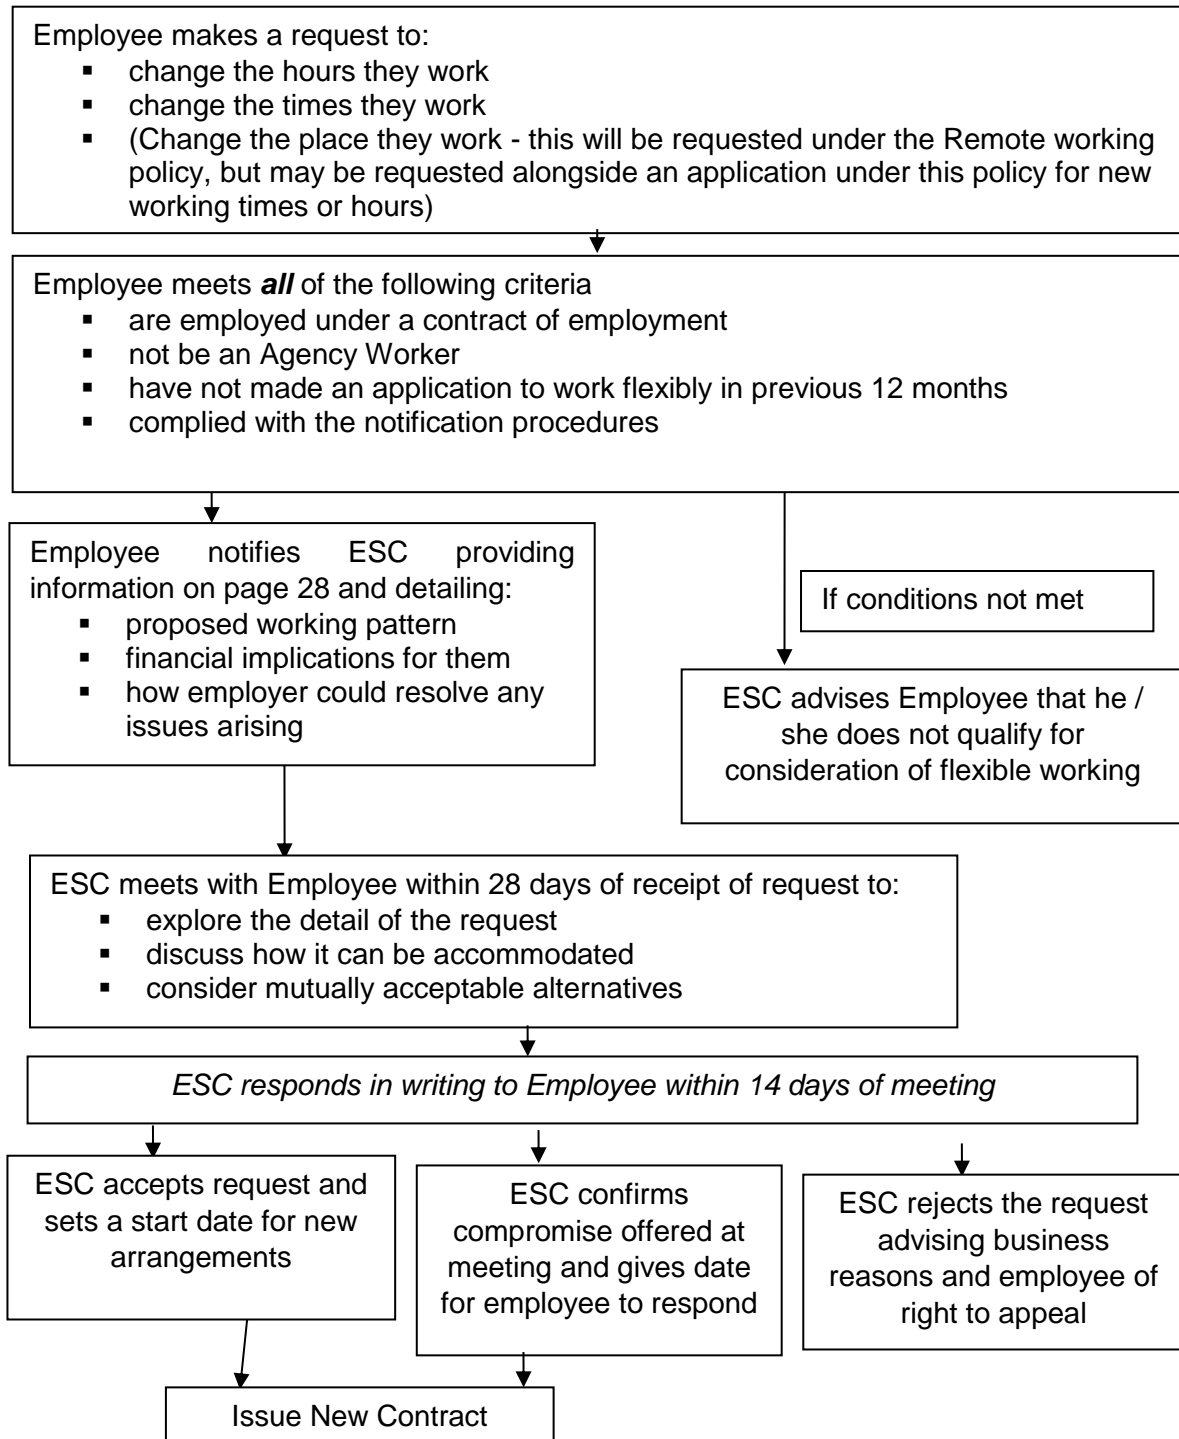 Employee makes a request to:
▪ change the hours they work
▪ change the times they work
▪ (Change the place they work - this will be requested under the Remote working
policy, but may be requested alongside an application under this policy for new
working times or hours)
Employee meets all of the following criteria
▪ are employed under a contract of employment
▪ not be an Agency Worker
▪ have not made an application to work flexibly in previous 12 months
▪ complied with the notification procedures
Employee notifies ESC providing
information on page 28 and detailing:
▪ proposed working pattern
▪ financial implications for them
▪ how employer could resolve any
issues arising
If conditions not met
ESC advises Employee that he /
she does not qualify for
consideration of flexible working
ESC meets with Employee within 28 days of receipt of request to:
▪ explore the detail of the request
▪ discuss how it can be accommodated
▪ consider mutually acceptable alternatives
ESC responds in writing to Employee within 14 days of meeting
ESC accepts request and
sets a start date for new
arrangements
ESC confirms
compromise offered at
meeting and gives date
for employee to respond
ESC rejects the request
advising business
reasons and employee of
right to appeal
Issue New Contract